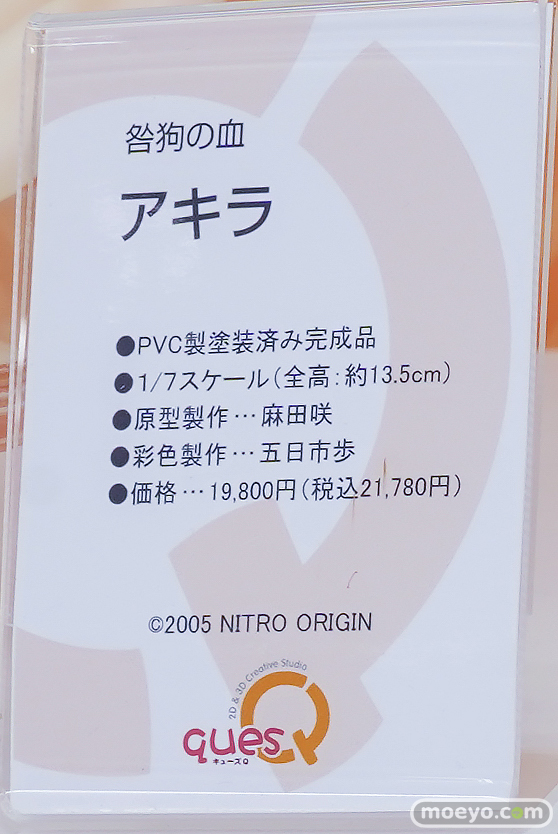 咎狗の血
アキラ
●PVC製塗装済み完成品
●1/7スケール(全高:約13.5cm)
●原型製作…麻田咲
●彩色製作…五日市歩
●価格…19,800円(税込21,780円)
©2005 NITRO ORIGIN
2D & 3D Creative Studio
quesQ
キューズQ
moeyo.com